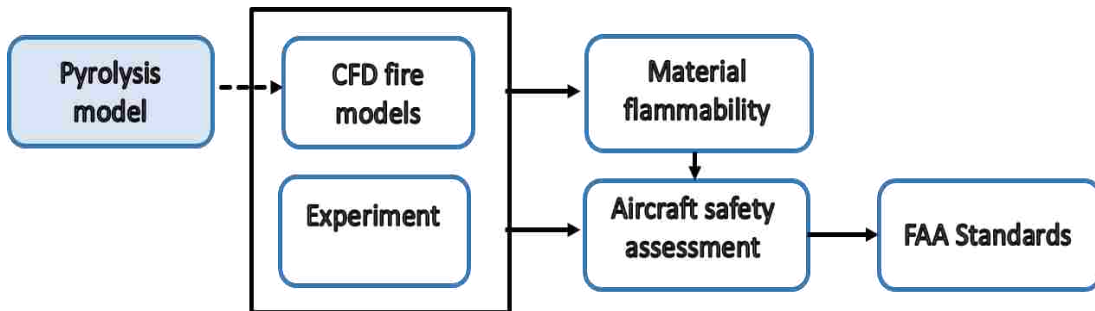 Pyrolysis
model
CFD fire
models
Experiment
Material
flammability
Aircraft safety
assessment
FAA Standards